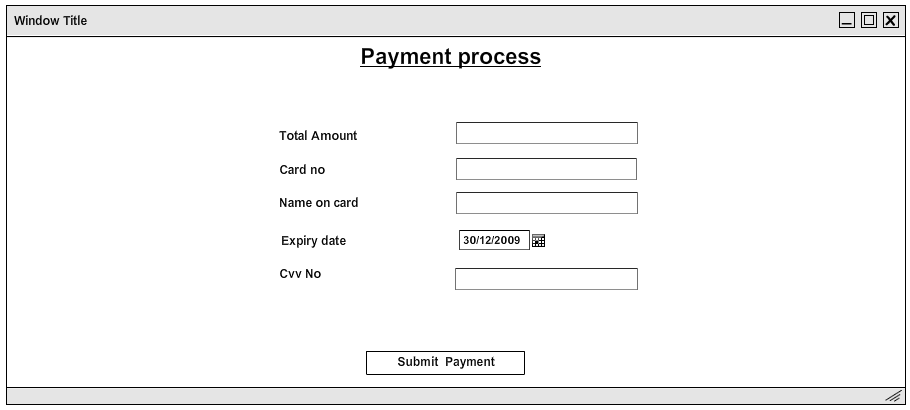 Window Title
Payment process
Total Amount
Card no
Name on card
Expiry date 30/12/2009
Cvv No
Submit Payment